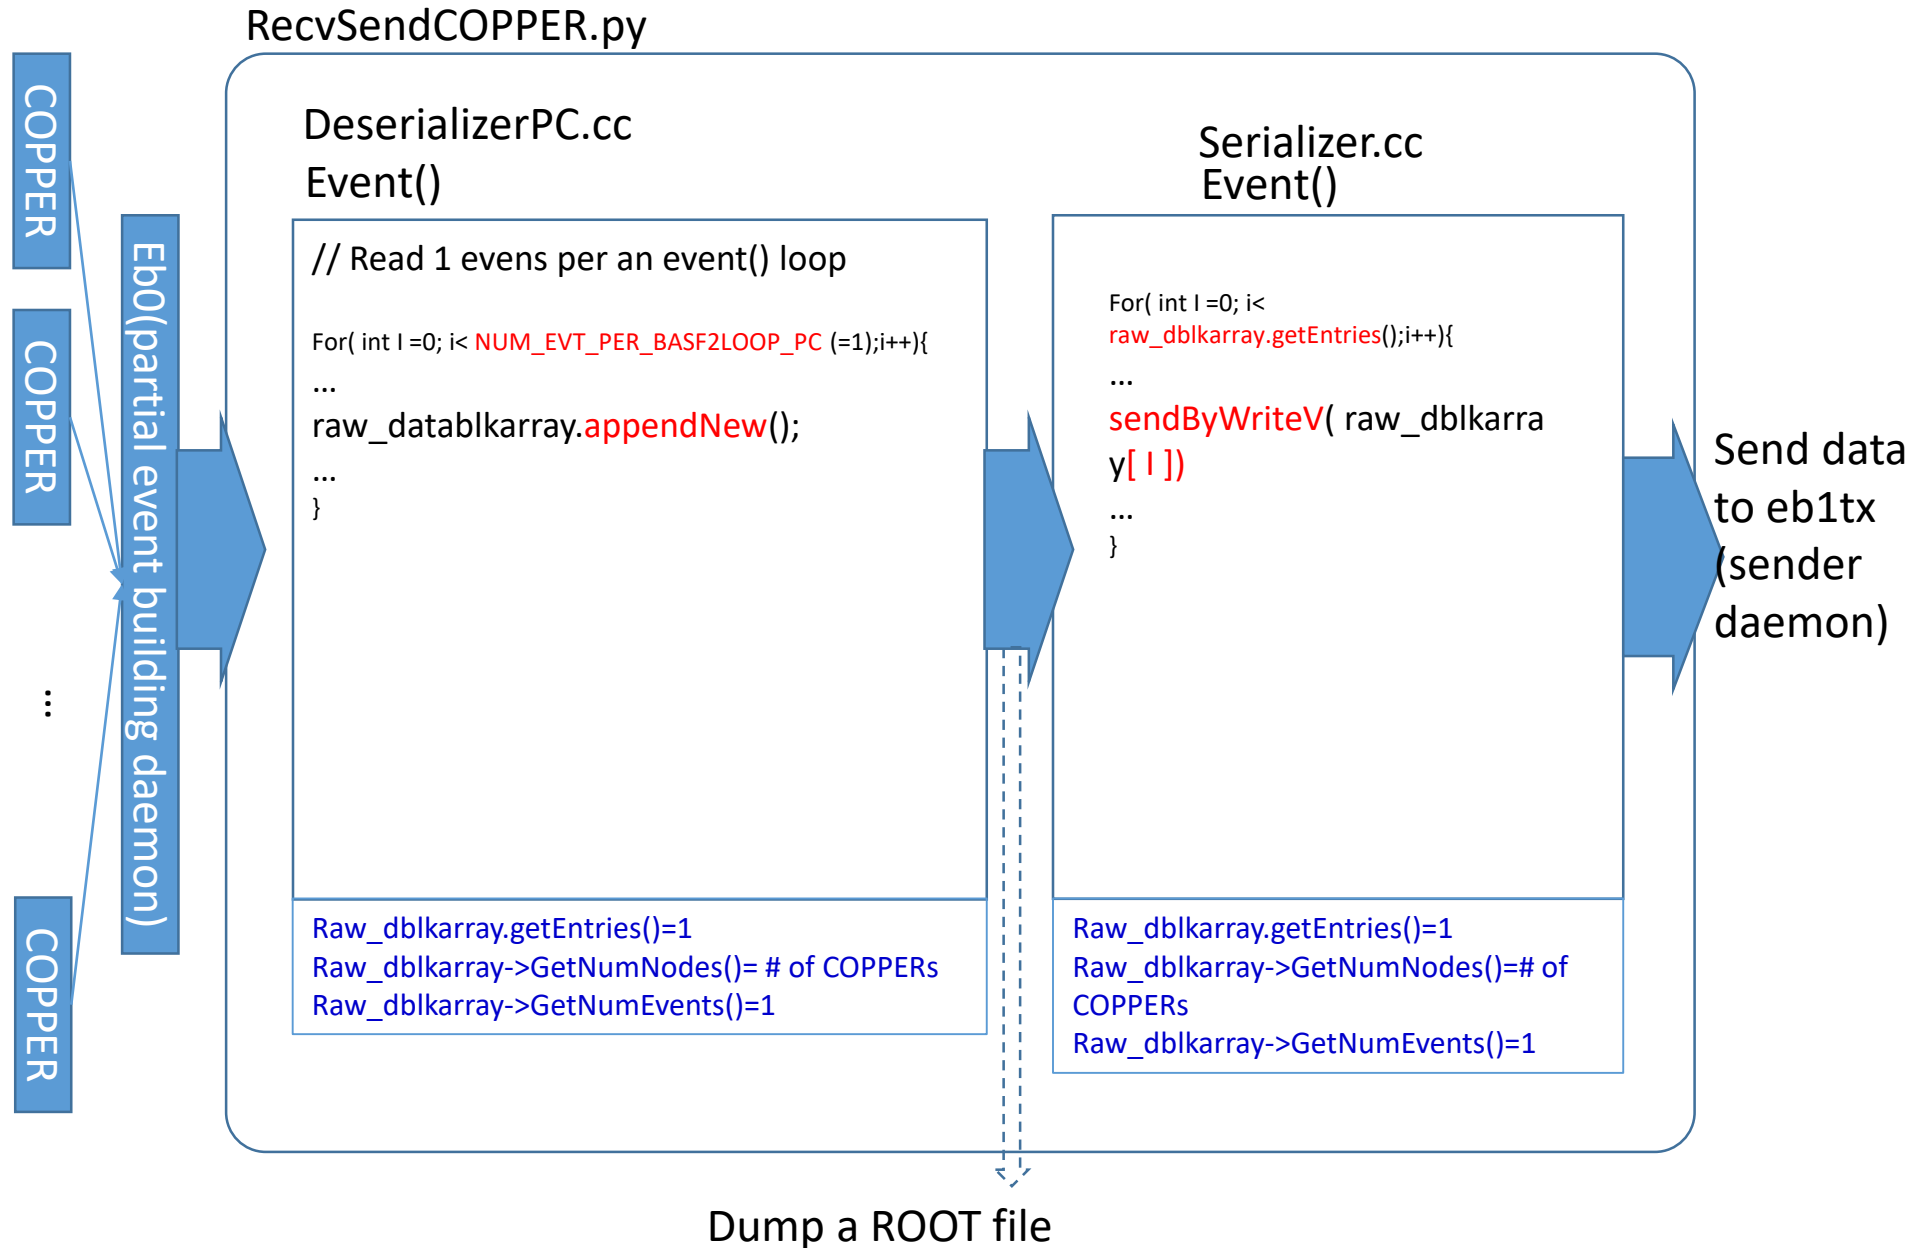 RecvSendCOPPER.py
COPPER
COPPER
...
COPPER
Eb0(partial event building daemon)
DeserializerPC.cc
Event()
// Read 1 evens per an event() loop
For( int I =0; i< NUM_EVT_PER_BASF2LOOP_PC (=1);i++){
...
raw_datablkarray.appendNew();
...
}
Raw_dblkarray.getEntries()=1
Raw_dblkarray->GetNumNodes()= # of COPPERs
Raw_dblkarray->GetNumEvents()=1
Serializer.cc
Event()
For( int I =0; i<
raw_dblkarray.getEntries();i++){
...
sendByWriteV( raw_dblkarra
y[ I ])
...
}
Raw_dblkarray.getEntries()=1
Raw_dblkarray->GetNumNodes()=# of
COPPERs
Raw_dblkarray->GetNumEvents()=1
Send data
to eb1tx
(sender
daemon)
Dump a ROOT file